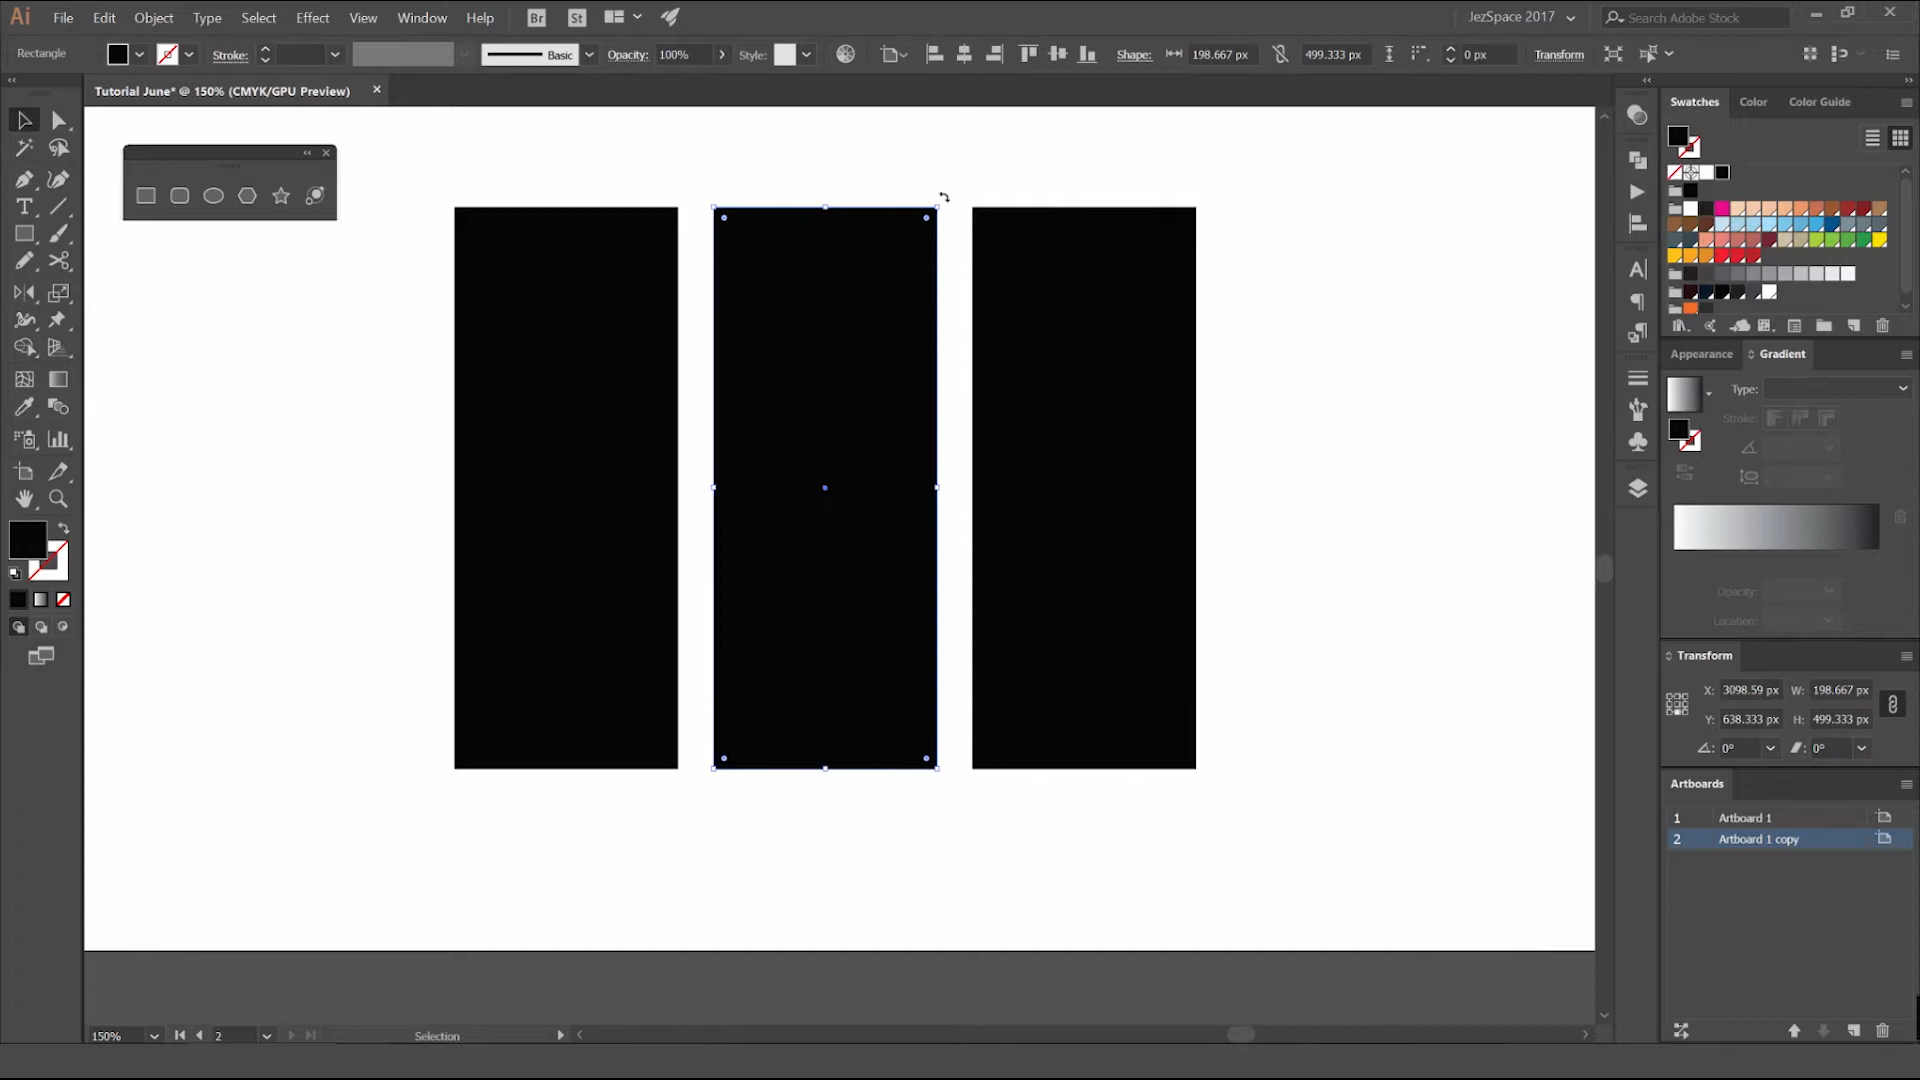 Ai File Edit Object Type Select Effect View Window Help Br St JezSpace 2017 Search Adobe Stock
Rectangle Stroke: Basic Opacity: 100% Style: Shape: 198.667 px 499.333 px 0 px Transform
Tutorial June* @ 150% (CMYK/GPU Preview)
Swatches Color Color Guide
Appearance Gradient
Type:
Stroke:
Opacity:
Location:
Transform
X: 3098.59 px W: 198.667 px
Y: 638.333 px H: 499.333 px
0° 0°
Artboards
1 Artboard 1
2 Artboard 1 copy
150% 2 Selection